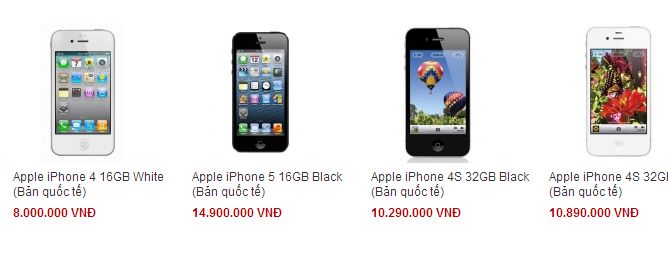 Apple iPhone 4 16GB White
(Bản quốc tế)
8.000.000 VNĐ
Apple iPhone 5 16GB Black
(Bản quốc tế)
14.900.000 VNĐ
Apple iPhone 4S 32GB Black
(Bản quốc tế)
10.290.000 VNĐ
Apple iPhone 4S 32G
(Bản quốc tế)
10.890.000 VNĐ